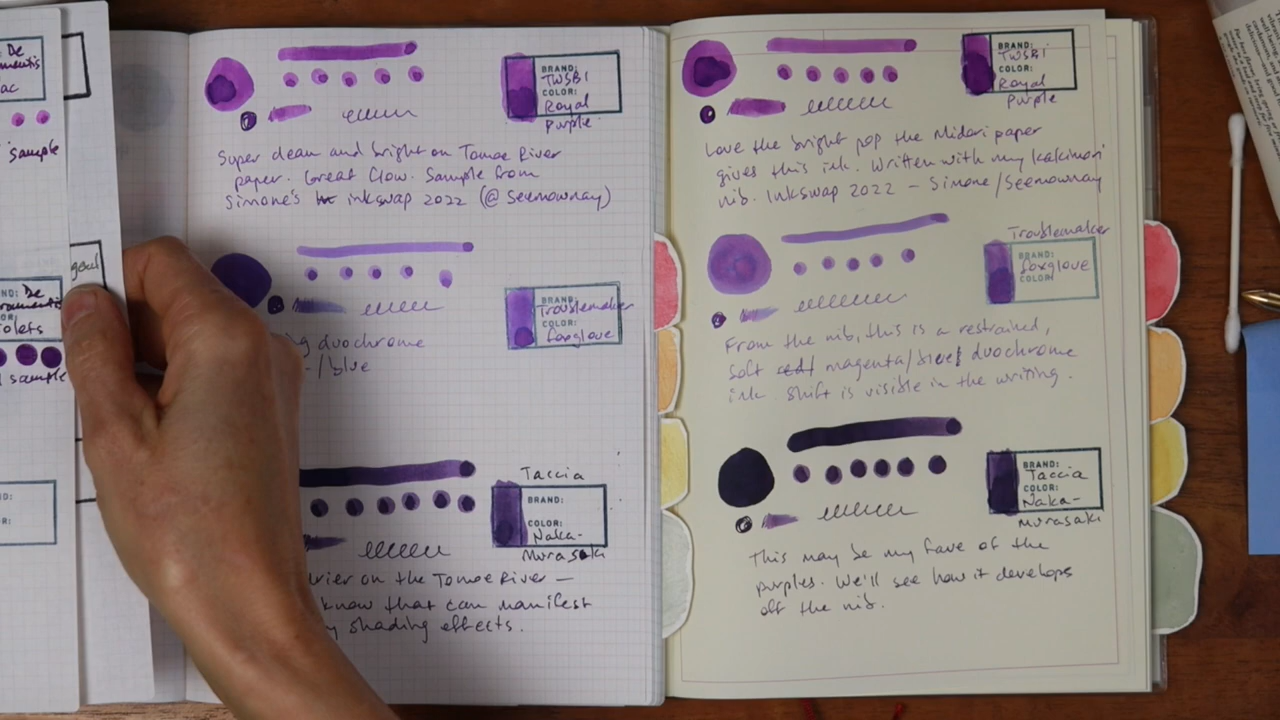 De
ac
sample
geul
De
olets
sample
BRAND:
TWSBI
COLOR:
Royal
Purple
Super clean and bright on Tomoe River
paper. Great flow. Sample from
Simone's inkswap 2022 (@Seemownay)
BRAND:
Troublemaker
COLOR:
foxglove
duochrome
-/blue
Taccia
BRAND:
COLOR:
Naka-
murasaki
on the Tomoe River —
know that can manifest
shading effects.
BRAND:
TWSBI
COLOR:
Royal
Purple
Love the bright pop the Midori paper
gives this ink. Written with my Kakimori
nib. Inkswap 2022 — Simone/Seemownay
Troublemaker
BRAND:
foxglove
COLOR:
From the nib, this is a restrained,
soft red/ magenta/blue duochrome
ink. Shift is visible in the writing.
BRAND:
Taccia
COLOR:
Naka-
murasaki
This may be my fave of the
purples. We'll see how it develops
off the nib.